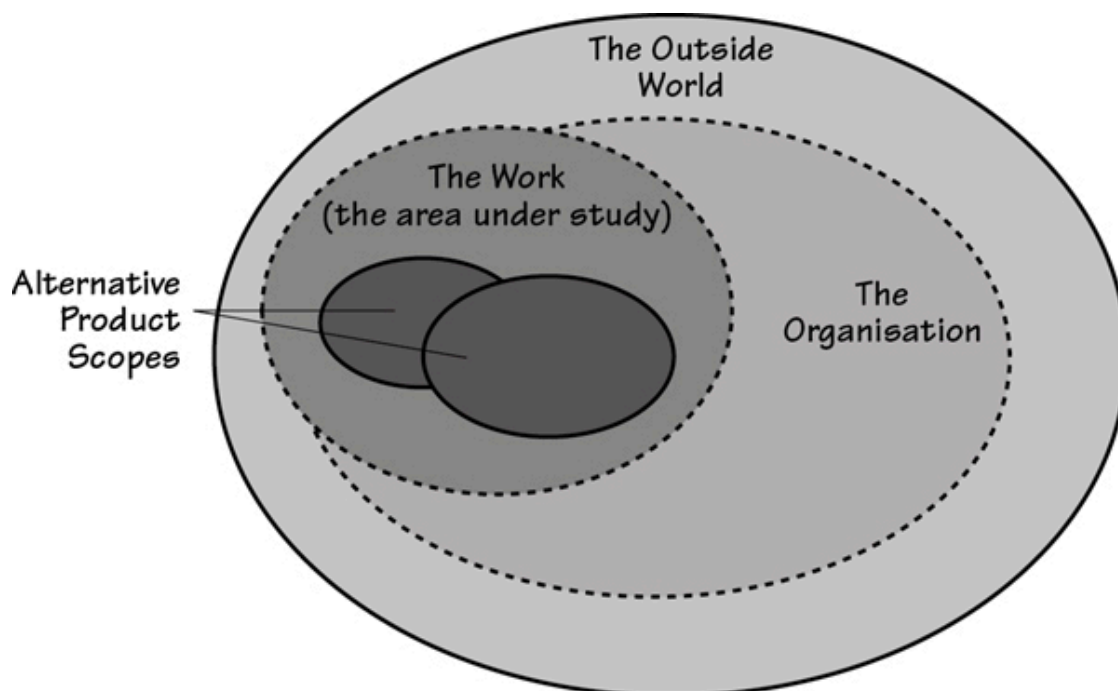 The Outside
World
The Work
(the area under study)
Alternative
Product
Scopes
The
Organisation